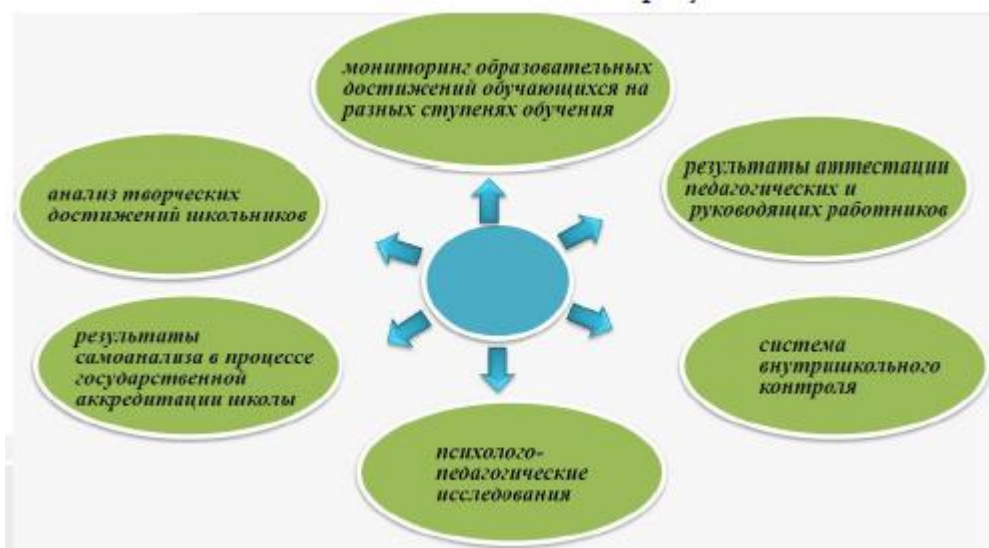 мониторинг образовательных
достижений обучающихся на
разных ступенях обучения
результаты аттестации
педагогических и
руководящих работников
анализ творческих
достижений школьников
результаты
самоанализа в процессе
государственной
аккредитации школы
система
внутришкольного
контроля
психолого-
педагогические
исследования